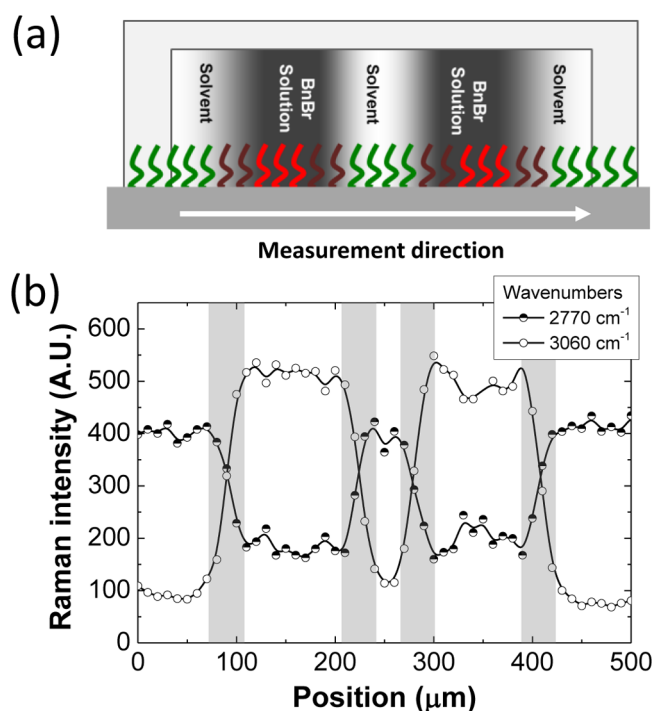 (a)
Solvent
BnBr
Solution
Solvent
BnBr
Solution
Solvent
Measurement direction
(b)
Wavenumbers
2770 cm⁻¹
3060 cm⁻¹
600
500
400
300
200
100
0
Raman intensity (A.U.)
0 100 200 300 400 500
Position (μm)